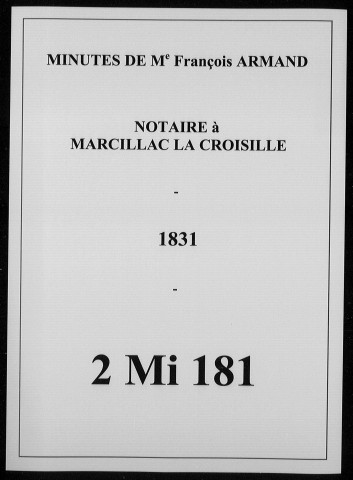 MINUTES DE Me François ARMAND
NOTAIRE à
MARCILLAC LA CROISILLE
-
1831
-
2 Mi 181